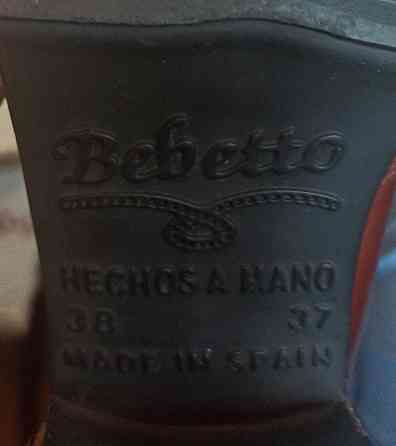 Bebetto
HECHOS A MANO
38 37
MADE IN SPAIN